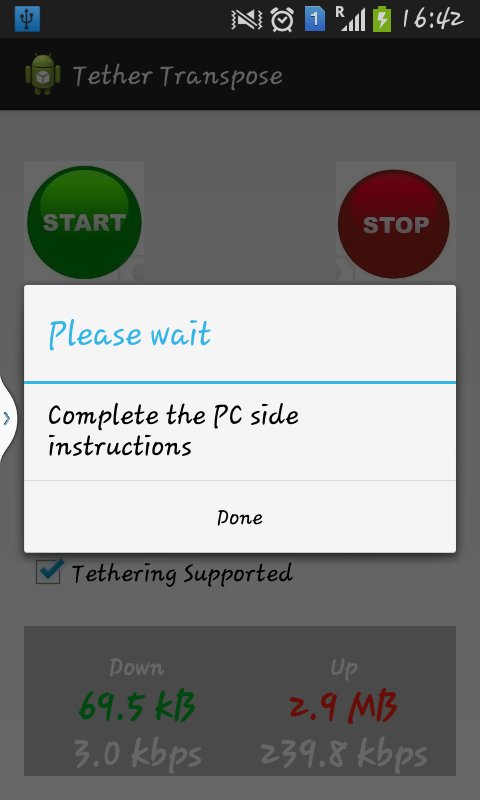 1 R 16:42
Tether Transpose
START STOP
Please wait
Complete the PC side
instructions
Done
Tethering Supported
Down Up
69.5 kB 2.9 MB
3.0 kbps 239.8 kbps